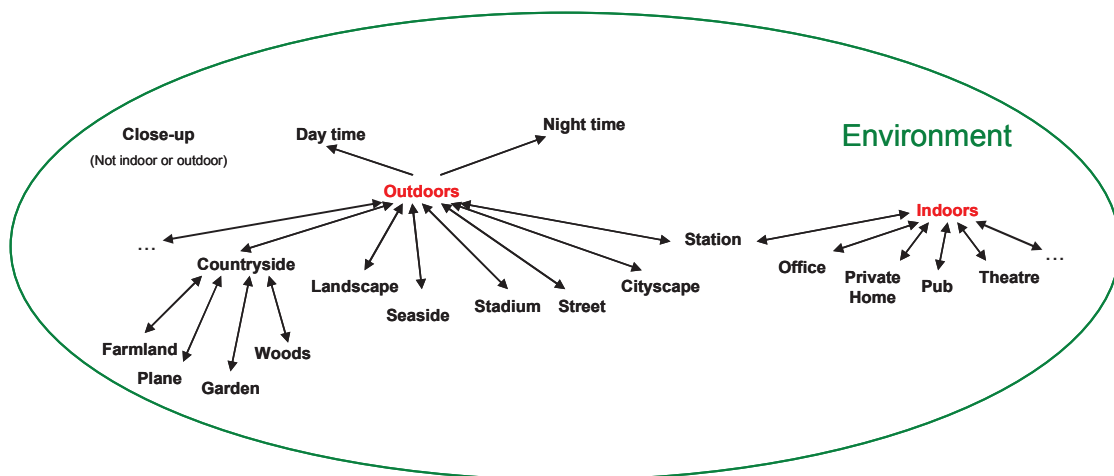 Close-up
(Not indoor or outdoor)
Day time
Night time
Environment
Outdoors
Indoors
...
Countryside
Landscape
Seaside
Stadium
Street
Cityscape
Station
Office
Private
Home
Pub
Theatre
...
Farmland
Plane
Garden
Woods